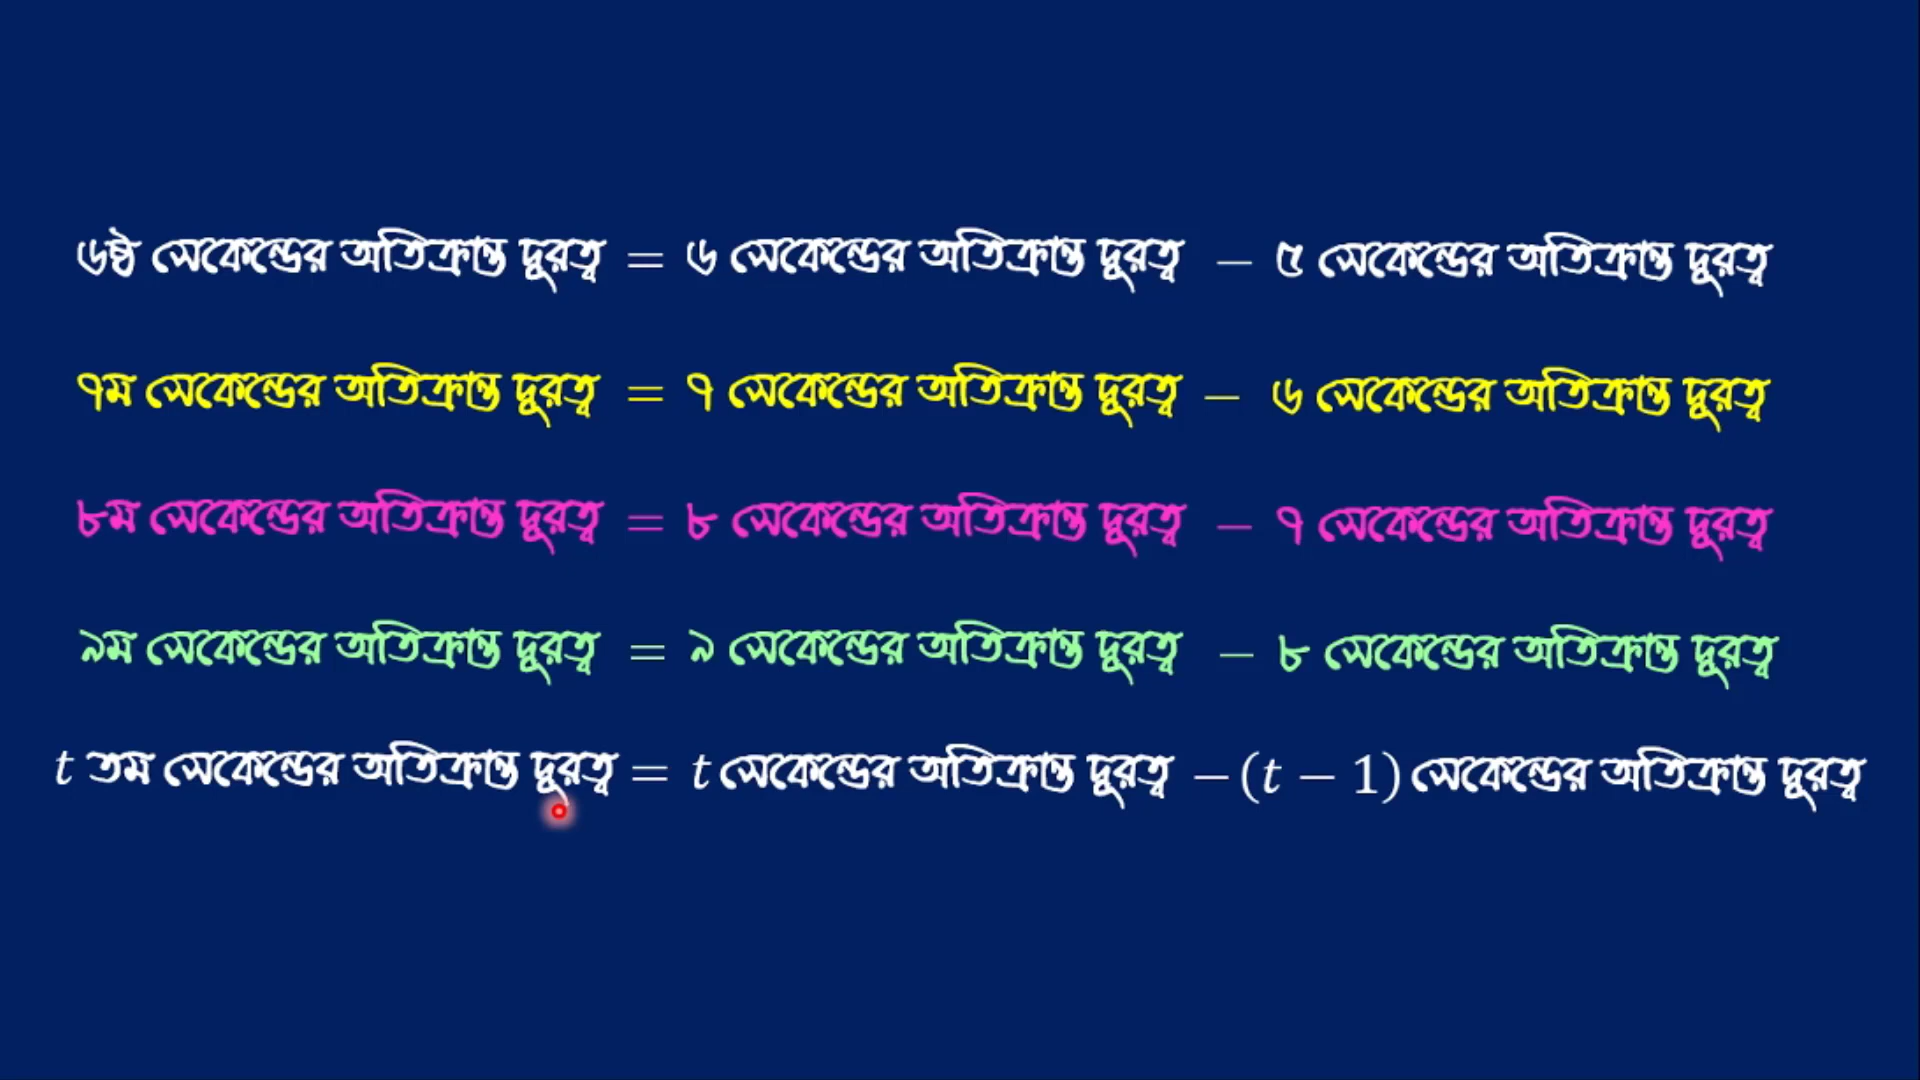 ৬ষ্ঠ সেকেন্ডের অতিক্রান্ত দূরত্ব = ৬ সেকেন্ডের অতিক্রান্ত দূরত্ব − ৫ সেকেন্ডের অতিক্রান্ত দূরত্ব
৭ম সেকেন্ডের অতিক্রান্ত দূরত্ব = ৭ সেকেন্ডের অতিক্রান্ত দূরত্ব − ৬ সেকেন্ডের অতিক্রান্ত দূরত্ব
৮ম সেকেন্ডের অতিক্রান্ত দূরত্ব = ৮ সেকেন্ডের অতিক্রান্ত দূরত্ব − ৭ সেকেন্ডের অতিক্রান্ত দূরত্ব
৯ম সেকেন্ডের অতিক্রান্ত দূরত্ব = ৯ সেকেন্ডের অতিক্রান্ত দূরত্ব − ৮ সেকেন্ডের অতিক্রান্ত দূরত্ব
t তম সেকেন্ডের অতিক্রান্ত দূরত্ব = t সেকেন্ডের অতিক্রান্ত দূরত্ব −(t − 1) সেকেন্ডের অতিক্রান্ত দূরত্ব